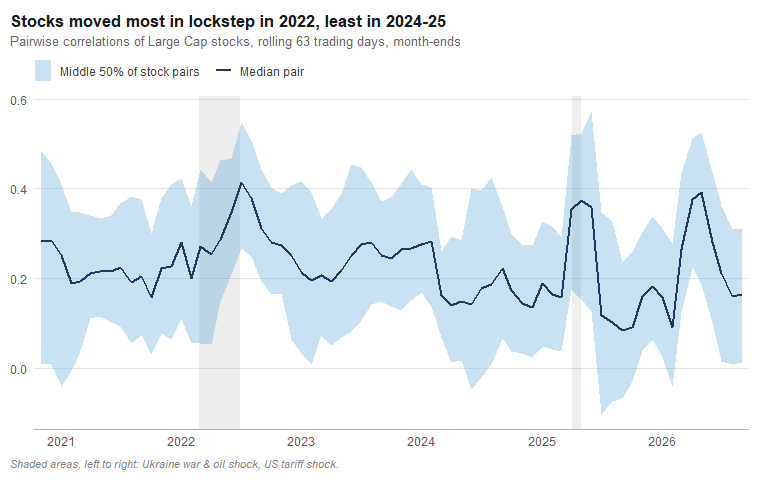 Stocks moved most in lockstep in 2022, least in 2024-25
Pairwise correlations of Large Cap stocks, rolling 63 trading days, month-ends
Middle 50% of stock pairs
Median pair
0.6
0.4
0.2
0.0
2021
2022
2023
2024
2025
2026
Shaded areas, left to right: Ukraine war & oil shock, US tariff shock.